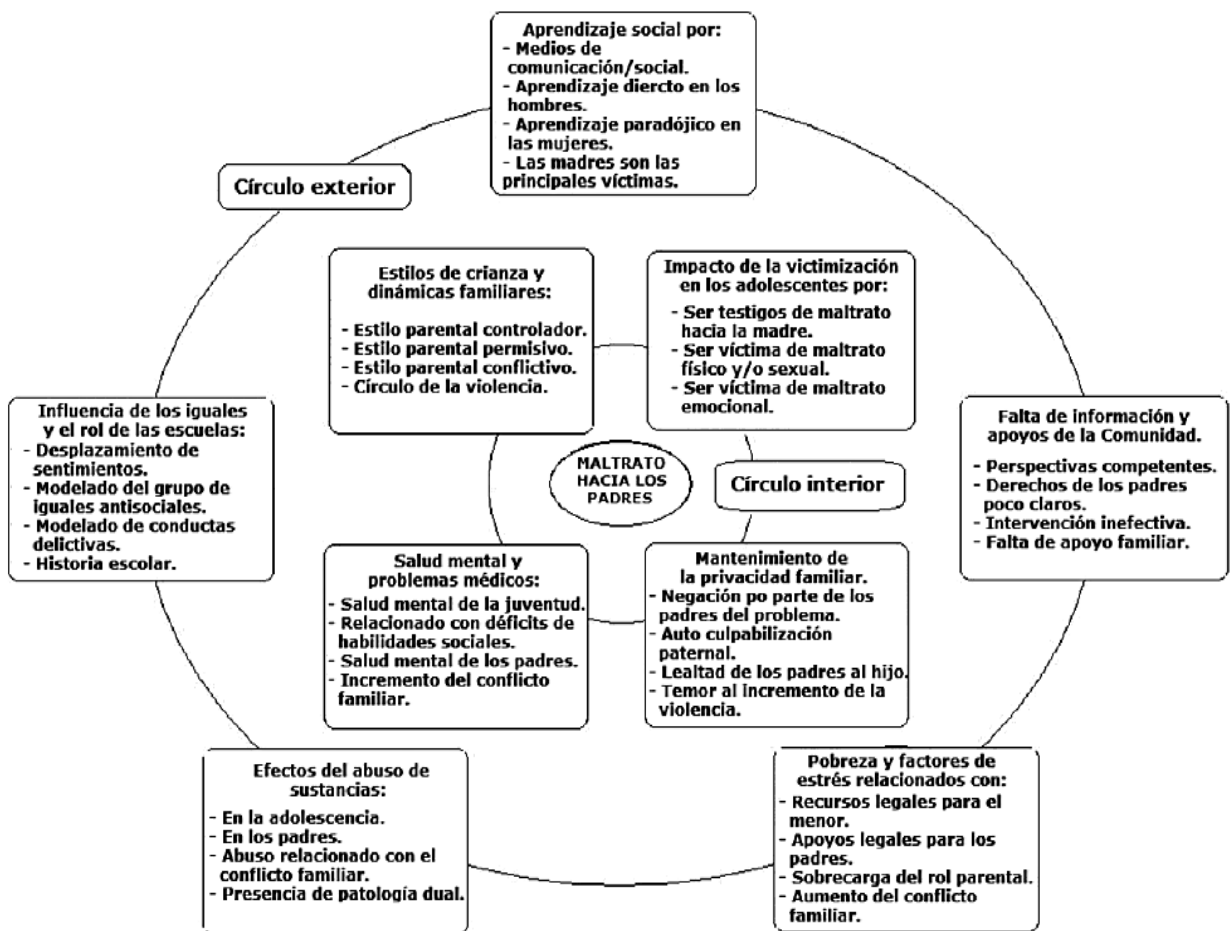 Aprendizaje social por:
- Medios de
comunicación/social.
- Aprendizaje diercto en los
hombres.
- Aprendizaje paradójico en
las mujeres.
- Las madres son las
principales víctimas.
Círculo exterior
Estilos de crianza y
dinámicas familiares:
- Estilo parental controlador.
- Estilo parental permisivo.
- Estilo parental conflictivo.
- Círculo de la violencia.
Impacto de la victimización
en los adolescentes por:
- Ser testigos de maltrato
hacia la madre.
- Ser víctima de maltrato
físico y/o sexual.
- Ser víctima de maltrato
emocional.
Influencia de los iguales
y el rol de las escuelas:
- Desplazamiento de
sentimientos.
- Modelado del grupo de
iguales antisociales.
- Modelado de conductas
delictivas.
- Historia escolar.
MALTRATO
HACIA LOS
PADRES
Círculo interior
Falta de información y
apoyos de la Comunidad.
- Perspectivas competentes.
- Derechos de los padres
poco claros.
- Intervención inefectiva.
- Falta de apoyo familiar.
Salud mental y
problemas médicos:
- Salud mental de la juventud.
- Relacionado con déficits de
habilidades sociales.
- Salud mental de los padres.
- Incremento del conflicto
familiar.
Mantenimiento de
la privacidad familiar.
- Negación po parte de los
padres del problema.
- Auto culpabilización
paternal.
- Lealtad de los padres al hijo.
- Temor al incremento de la
violencia.
Efectos del abuso de
sustancias:
- En la adolescencia.
- En los padres.
- Abuso relacionado con el
conflicto familiar.
- Presencia de patología dual.
Pobreza y factores de
estrés relacionados con:
- Recursos legales para el
menor.
- Apoyos legales para los
padres.
- Sobrecarga del rol parental.
- Aumento del conflicto
familiar.